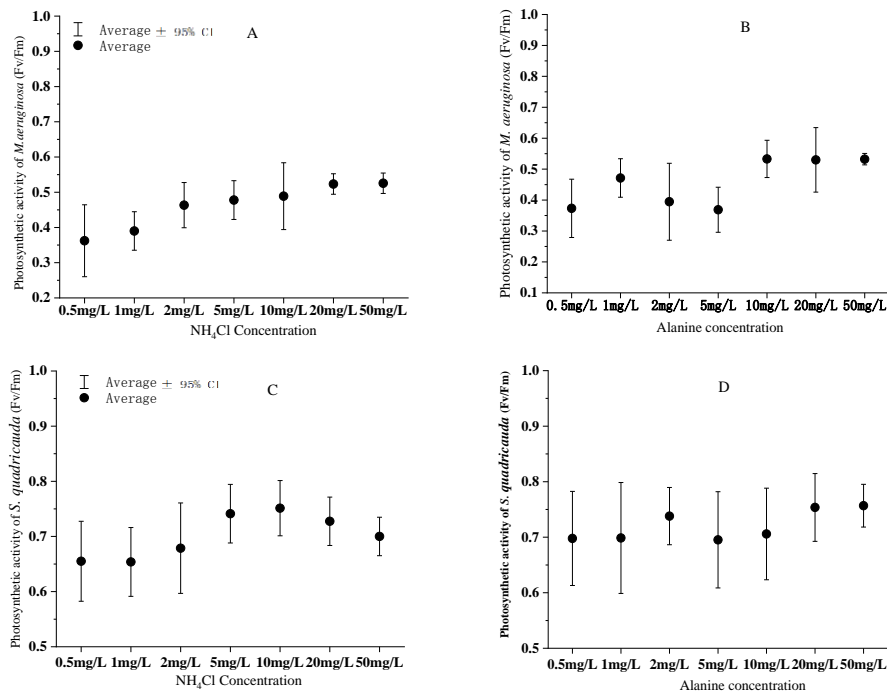 Average ± 95% CI
Average
A
Photosynthetic activity of M.aeruginosa (Fv/Fm)
1.0
0.9
0.8
0.7
0.6
0.5
0.4
0.3
0.2
0.5mg/L 1mg/L 2mg/L 5mg/L 10mg/L 20mg/L 50mg/L
NH4Cl Concentration
B
Photosynthetic activity of M. aeruginosa (Fv/Fm)
1.0
0.9
0.8
0.7
0.6
0.5
0.4
0.3
0.2
0.1
0.5mg/L 1mg/L 2mg/L 5mg/L 10mg/L 20mg/L 50mg/L
Alanine concentration
Average ± 95% CI
Average
C
Photosynthetic activity of S. quadricauda (Fv/Fm)
1.0
0.9
0.8
0.7
0.6
0.5
0.5mg/L 1mg/L 2mg/L 5mg/L 10mg/L 20mg/L 50mg/L
NH4Cl Concentration
D
Photosynthetic activity of S. quadricauda (Fv/Fm)
1.0
0.9
0.8
0.7
0.6
0.5
0.5mg/L 1mg/L 2mg/L 5mg/L 10mg/L 20mg/L 50mg/L
Alanine concentration